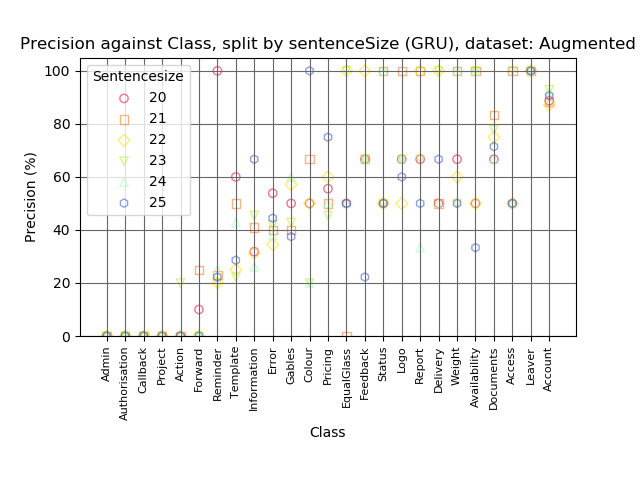 Precision against Class, split by sentenceSize (GRU), dataset: Augmented
Precision (%)
100
80
60
40
20
0
Sentencesize
20
21
22
23
24
25
Admin
Authorisation
Callback
Project
Action
Forward
Reminder
Template
Information
Error
Gables
Colour
Pricing
EqualGlass
Feedback
Status
Logo
Report
Delivery
Weight
Availability
Documents
Access
Leaver
Account
Class